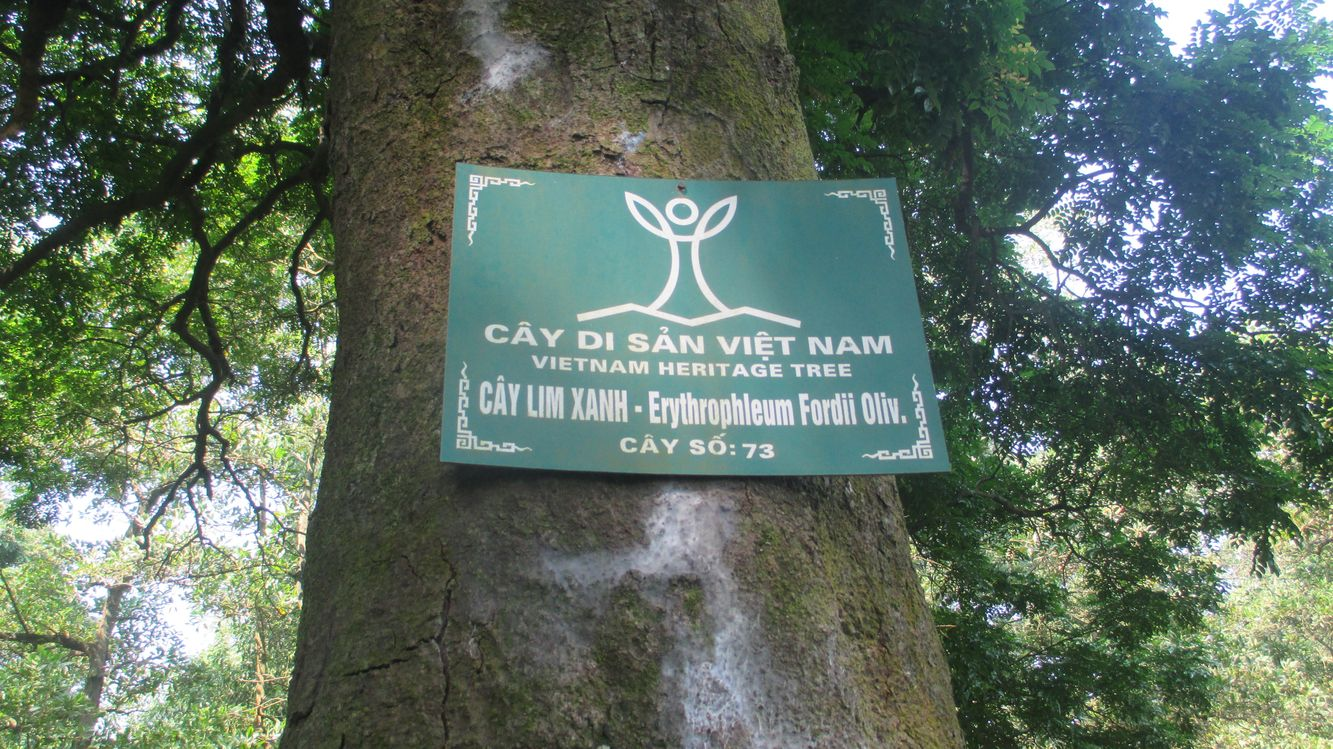 CÂY DI SẢN VIỆT NAM
VIETNAM HERITAGE TREE
CÂY LIM XANH - Erythrophleum Fordii Oliv.
CÂY SỐ: 73